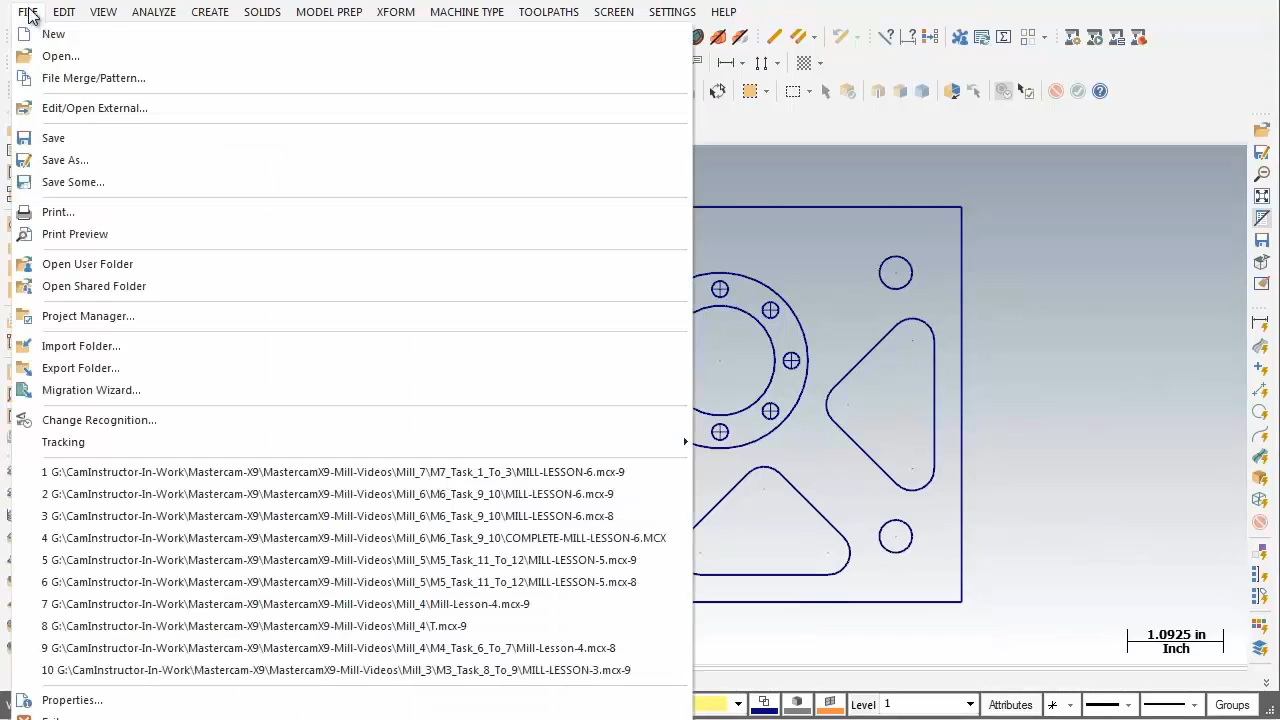 FILE EDIT VIEW ANALYZE CREATE SOLIDS MODEL PREP XFORM MACHINE TYPE TOOLPATHS SCREEN SETTINGS HELP
New
Open...
File Merge/Pattern...
Edit/Open External...
Save
Save As...
Save Some...
Print...
Print Preview
Open User Folder
Open Shared Folder
Project Manager...
Import Folder...
Export Folder...
Migration Wizard...
Change Recognition...
Tracking
1 G:\CamInstructor-In-Work\Mastercam-X9\MastercamX9-Mill-Videos\Mill_7\M7_Task_1_To_3\MILL-LESSON-6.mcx-9
2 G:\CamInstructor-In-Work\Mastercam-X9\MastercamX9-Mill-Videos\Mill_6\M6_Task_9_10\MILL-LESSON-6.mcx-9
3 G:\CamInstructor-In-Work\Mastercam-X9\MastercamX9-Mill-Videos\Mill_6\M6_Task_9_10\MILL-LESSON-6.mcx-8
4 G:\CamInstructor-In-Work\Mastercam-X9\MastercamX9-Mill-Videos\Mill_6\M6_Task_9_10\COMPLETE-MILL-LESSON-6.MCX
5 G:\CamInstructor-In-Work\Mastercam-X9\MastercamX9-Mill-Videos\Mill_5\M5_Task_11_To_12\MILL-LESSON-5.mcx-9
6 G:\CamInstructor-In-Work\Mastercam-X9\MastercamX9-Mill-Videos\Mill_5\M5_Task_11_To_12\MILL-LESSON-5.mcx-8
7 G:\CamInstructor-In-Work\Mastercam-X9\MastercamX9-Mill-Videos\Mill_4\Mill-Lesson-4.mcx-9
8 G:\CamInstructor-In-Work\Mastercam-X9\MastercamX9-Mill-Videos\Mill_4\T.mcx-9
9 G:\CamInstructor-In-Work\Mastercam-X9\MastercamX9-Mill-Videos\Mill_4\M4_Task_6_To_7\Mill-Lesson-4.mcx-8
10 G:\CamInstructor-In-Work\Mastercam-X9\MastercamX9-Mill-Videos\Mill_3\M3_Task_8_To_9\MILL-LESSON-3.mcx-9
Properties...
1.0925 in
Inch
Level 1 Attributes Groups